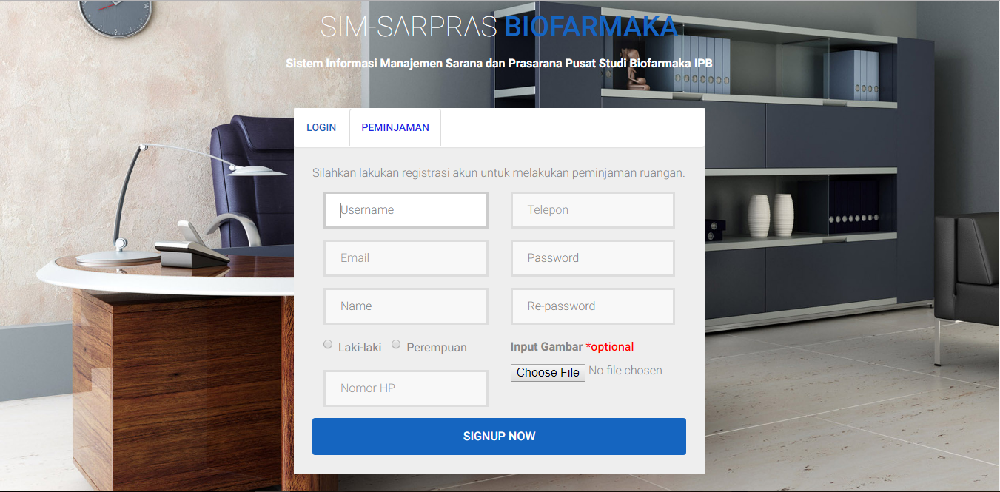 SIM-SARPRAS BIOFARMAKA
Sistem Informasi Manajemen Sarana dan Prasarana Pusat Studi Biofarmaka IPB
LOGIN PEMINJAMAN
Silahkan lakukan registrasi akun untuk melakukan peminjaman ruangan.
Username Telepon
Email Password
Name Re-password
Laki-laki Perempuan Input Gambar *optional
Choose File No file chosen
Nomor HP
SIGNUP NOW